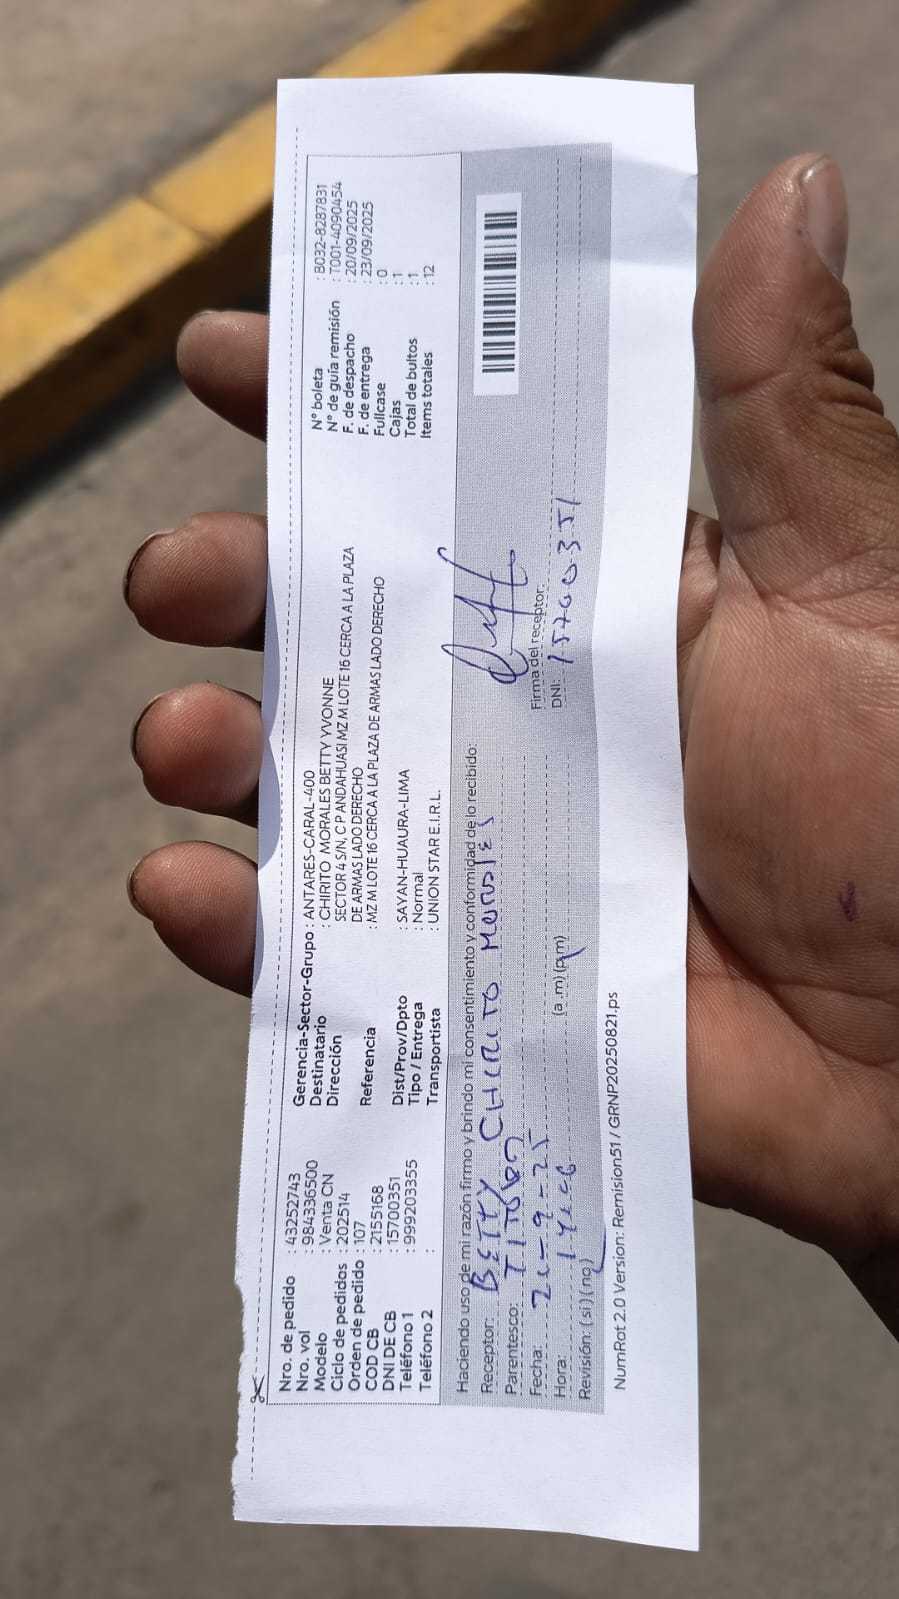 Nro. de pedido : 43252743
Nro. vol : 984336500
Modelo : Venta CN
Ciclo de pedidos : 202514
Orden de pedido : 107
COD CB : 2155168
DNI DE CB : 15700351
Teléfono 1 : 999203355
Teléfono 2 :
Gerencia-Sector-Grupo : ANTARES-CARAL-400
Destinatario : CHIRITO MORALES BETTY YVONNE
Dirección SECTOR 4 S/N, C P ANDAHUASI MZ M LOTE 16 CERCA A LA PLAZA
DE ARMAS LADO DERECHO
Referencia : MZ M LOTE 16 CERCA A LA PLAZA DE ARMAS LADO DERECHO
Dist/Prov/Dpto : SAYAN-HUAURA-LIMA
Tipo / Entrega : Normal
Transportista : UNION STAR E.I.R.L.
N° boleta : B032-8287831
N° de guía remisión : T001-4090454
F. de despacho : 20/09/2025
F. de entrega : 23/09/2025
Fullcase : 0
Cajas : 1
Total de bultos : 1
Items totales : 12
Haciendo uso de mi razón firmo y brindo mi consentimiento y conformidad de lo recibido:
Receptor: BETTY CHIRITO MORALES
Parentesco: TITULAR
Fecha: -9-25
Hora: (a .m) (p.m)
Revisión: ( si ) ( no )
Firma del receptor:
DNI: 15700351
NumRot 2.0 Version: Remision51 / GRNP20250821.ps